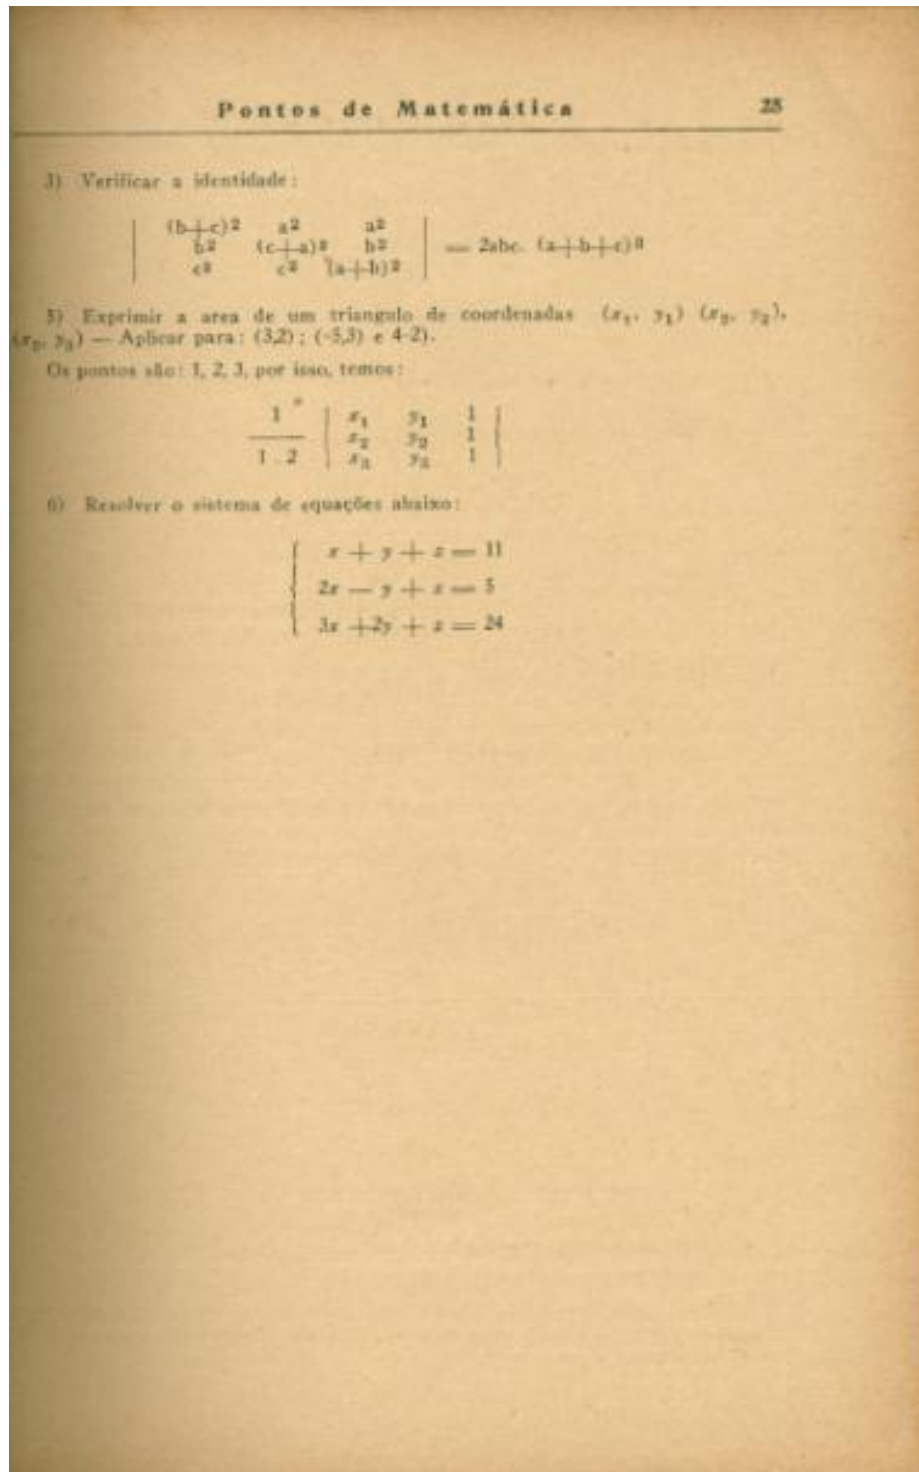 Pontos de Matemática 25
3) Verificar a identidade:
(b+c)2 a2 a2
b2 (c+a)2 b2 = 2abc. (a+b+c)3
c2 c2 (a+b)2
5) Exprimir a area de um triangulo de coordenadas (x1, y1) (x2, y2),
(x3, y3) — Aplicar para: (3,2); (-5,3) e 4-2).
Os pontos são: 1, 2, 3, por isso, temos:
1 x1 y1 1
x2 y2 1
1 . 2 x3 y3 1
6) Resolver o sistema de equações abaixo:
x + y + z = 11
2x — y + z = 5
3x +2y + z = 24